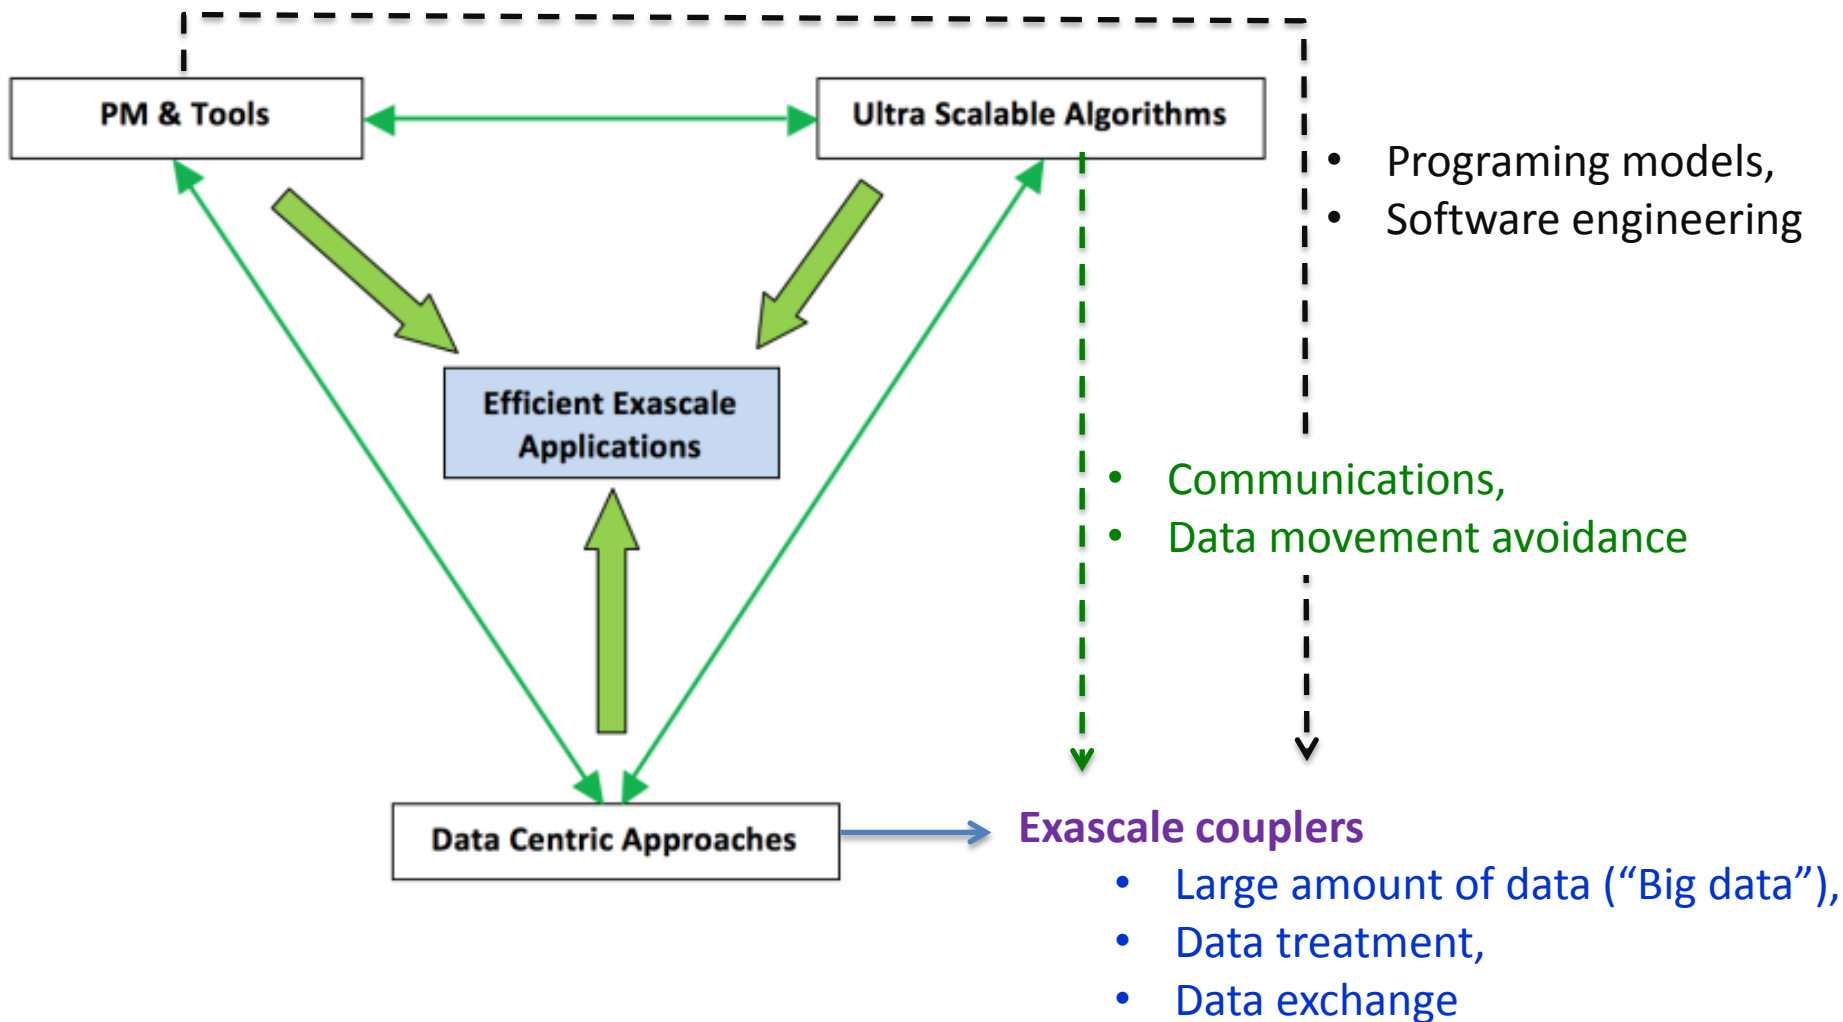 PM & Tools
Ultra Scalable Algorithms
• Programing models,
• Software engineering
Efficient Exascale
Applications
• Communications,
• Data movement avoidance
Data Centric Approaches
Exascale couplers
• Large amount of data (“Big data”),
• Data treatment,
• Data exchange